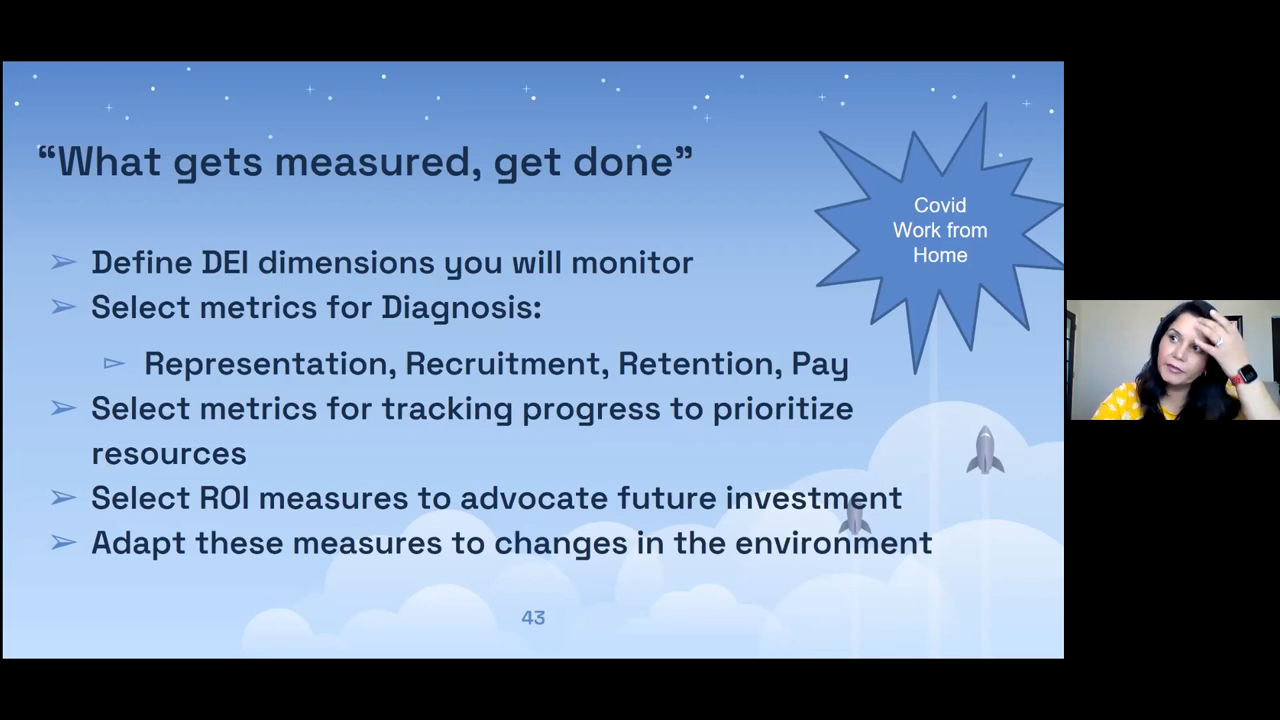 “What gets measured, get done”
Covid
Work from
Home
➢ Define DEI dimensions you will monitor
➢ Select metrics for Diagnosis:
▻ Representation, Recruitment, Retention, Pay
➢ Select metrics for tracking progress to prioritize
resources
➢ Select ROI measures to advocate future investment
➢ Adapt these measures to changes in the environment
43